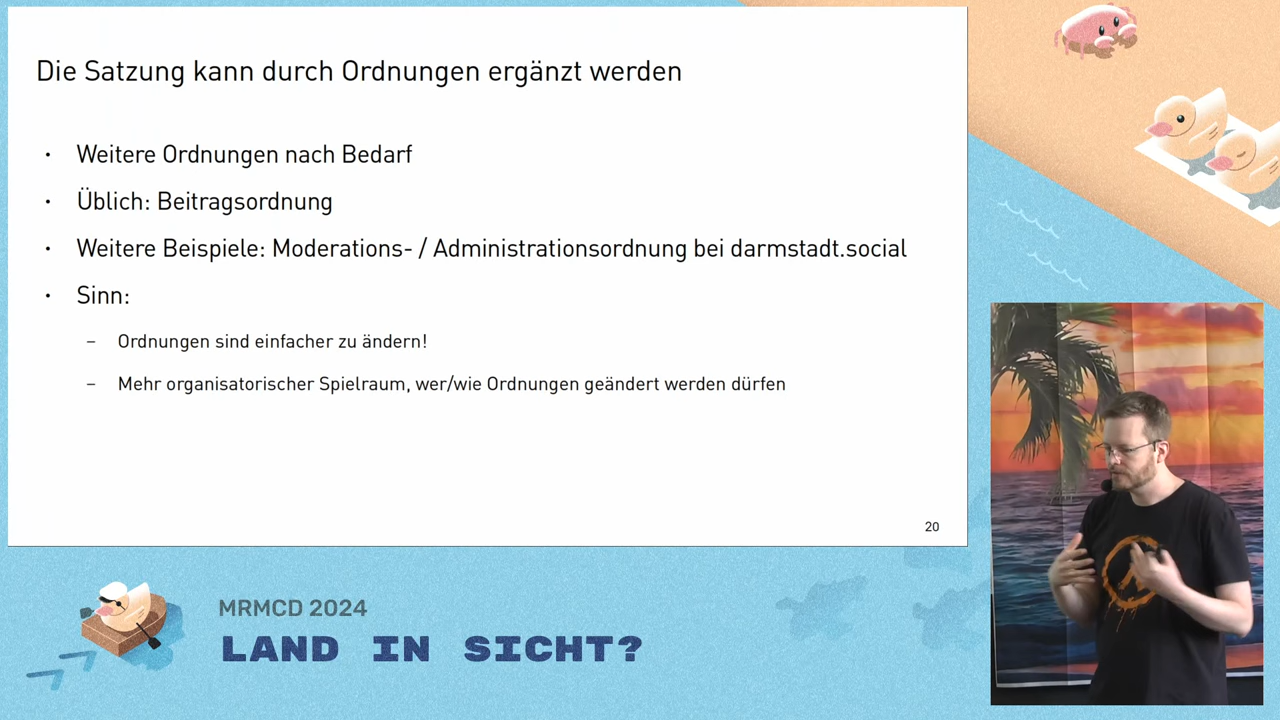 Die Satzung kann durch Ordnungen ergänzt werden
• Weitere Ordnungen nach Bedarf
• Üblich: Beitragsordnung
• Weitere Beispiele: Moderations- / Administrationsordnung bei darmstadt.social
• Sinn:
– Ordnungen sind einfacher zu ändern!
– Mehr organisatorischer Spielraum, wer/wie Ordnungen geändert werden dürfen
20
MRMCD 2024
LAND IN SICHT?